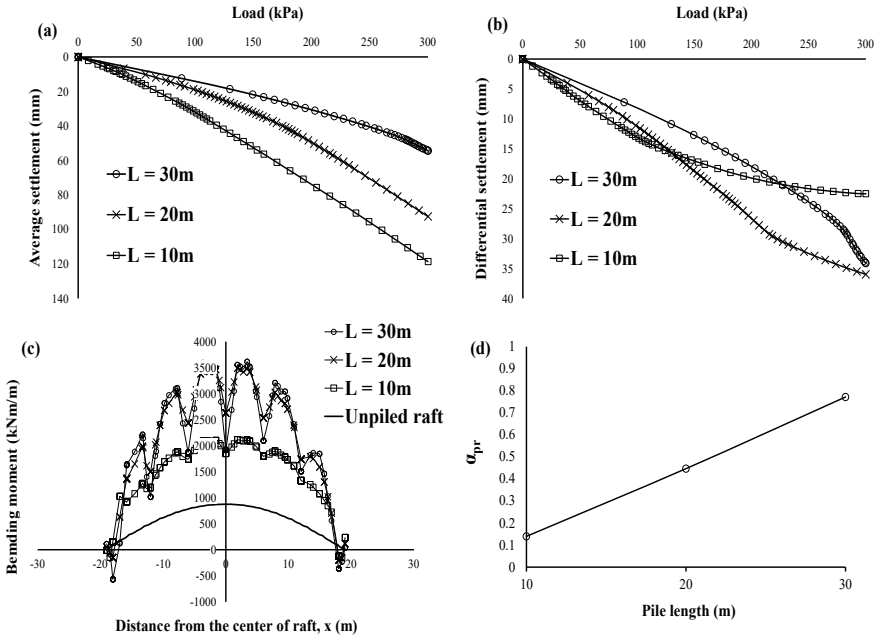 Load (kPa)
(a)
0 50 100 150 200 250 300
0
20
40
60
80
100
120
140
Average settlement (mm)
L = 30m
L = 20m
L = 10m
Load (kPa)
(b)
0 50 100 150 200 250 300
0
5
10
15
20
25
30
35
40
Differential settlement (mm)
L = 30m
L = 20m
L = 10m
(c)
4000
3500
3000
2500
2000
1500
1000
500
0
-500
-1000
-30 -20 -10 0 10 20 30
Bemding moment (kNm/m)
L = 30m
L = 20m
L = 10m
Unpiled raft
Distance from the center of raft, x (m)
(d)
1
0.9
0.8
0.7
0.6
0.5
0.4
0.3
0.2
0.1
0
αpr
10 20 30
Pile length (m)